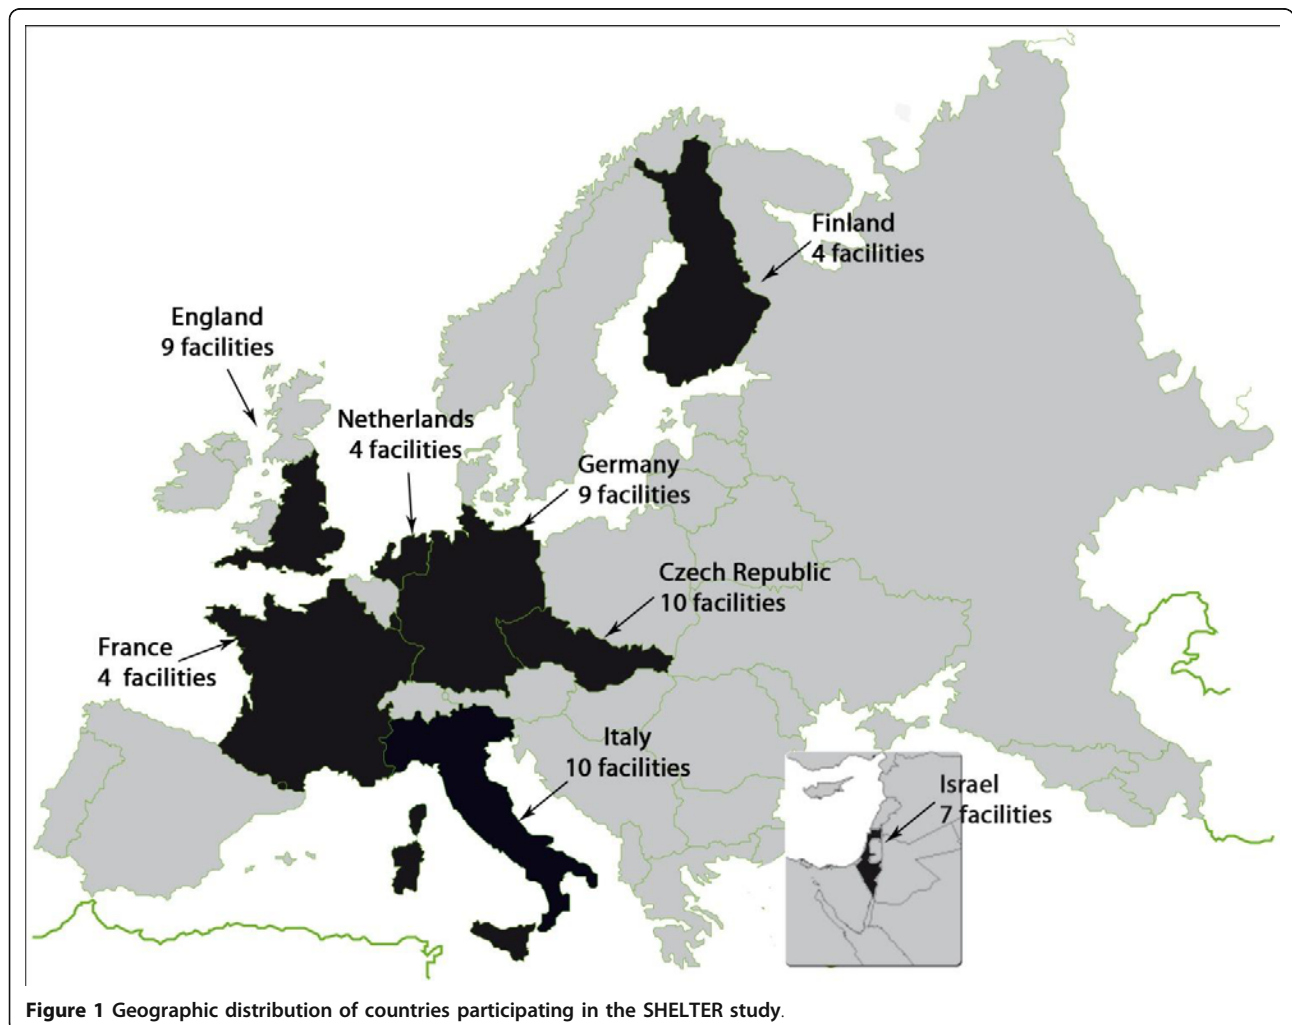 Finland
4 facilities
England
9 facilities
Netherlands
4 facilities
Germany
9 facilities
Czech Republic
10 facilities
France
4 facilities
Italy
10 facilities
Israel
7 facilities
Figure 1 Geographic distribution of countries participating in the SHELTER study.